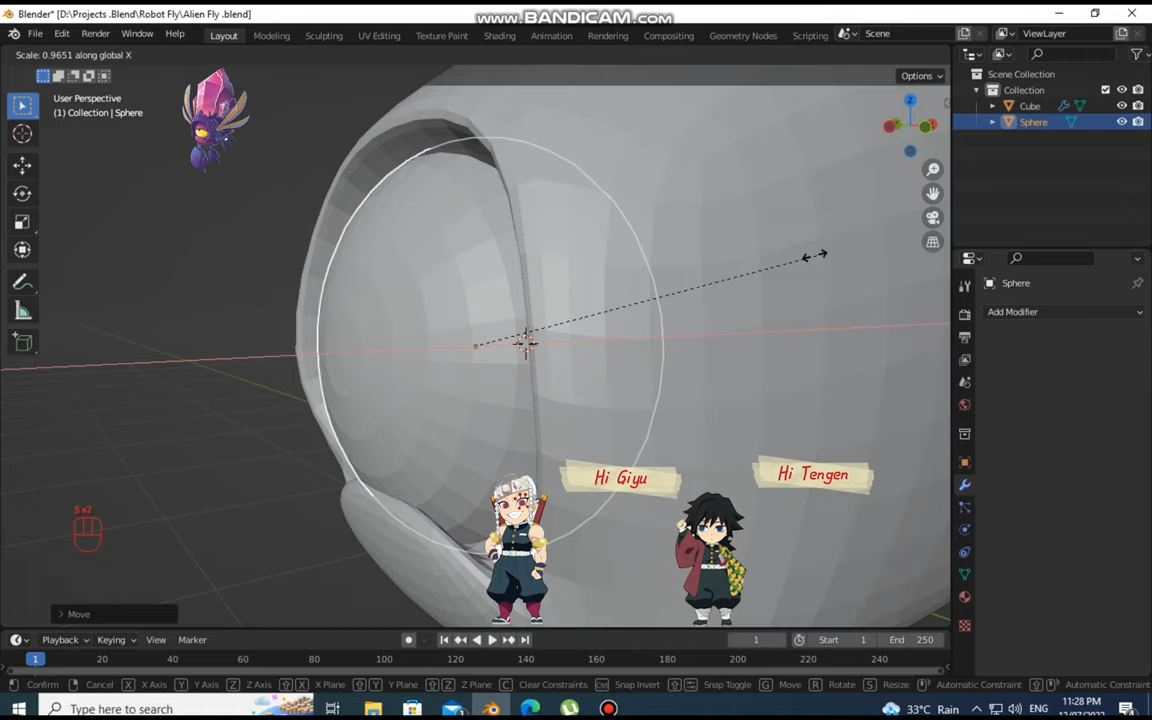 Blender* [D:\Projects .Blend\Robot Fly\Alien Fly .blend]
www.BANDICAM.com
File Edit Render Window Help
Layout Modeling Sculpting UV Editing Texture Paint Shading Animation Rendering Compositing Geometry Nodes Scripting
Scene
ViewLayer
Scale: 0.9651 along global X
Options
User Perspective
(1) Collection | Sphere
Scene Collection
Collection
Cube
Sphere
Sphere
Add Modifier
Hi Giyu
Hi Tengen
S x2
Move
Playback Keying View Marker
1
Start 1
End 250
1 20 40 60 80 100 120 140 160 180 200 220 240
Confirm Cancel X X Axis Y Y Axis Z Z Axis X X Plane Y Y Plane Z Z Plane C Clear Constraints Ctrl Snap Invert Snap Toggle G Move R Rotate S Resize Automatic Constraint Automatic Constraint
Type here to search
33°C Rain
ENG
11:28 PM